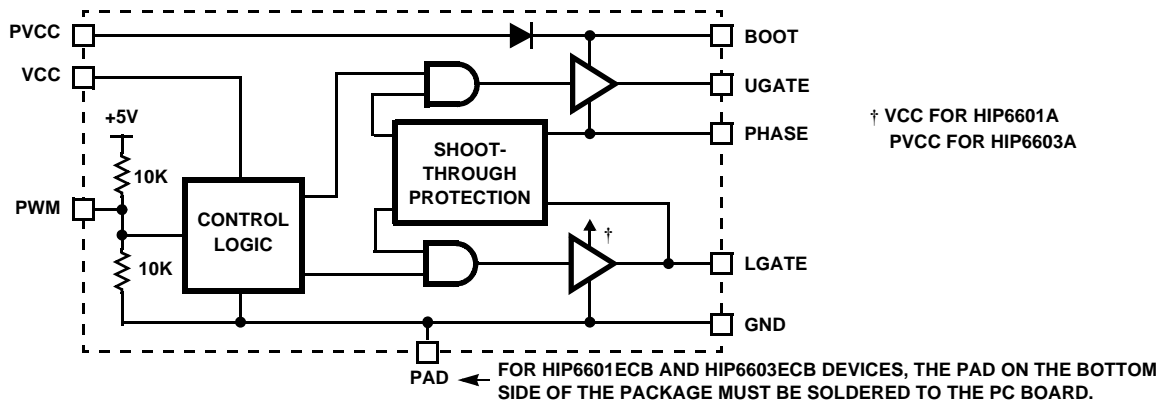 PVCC
BOOT
VCC
UGATE
+5V
† VCC FOR HIP6601A
PVCC FOR HIP6603A
SHOOT-
THROUGH
PROTECTION
PHASE
10K
PWM
CONTROL
LOGIC
†
10K
LGATE
GND
PAD
FOR HIP6601ECB AND HIP6603ECB DEVICES, THE PAD ON THE BOTTOM
SIDE OF THE PACKAGE MUST BE SOLDERED TO THE PC BOARD.